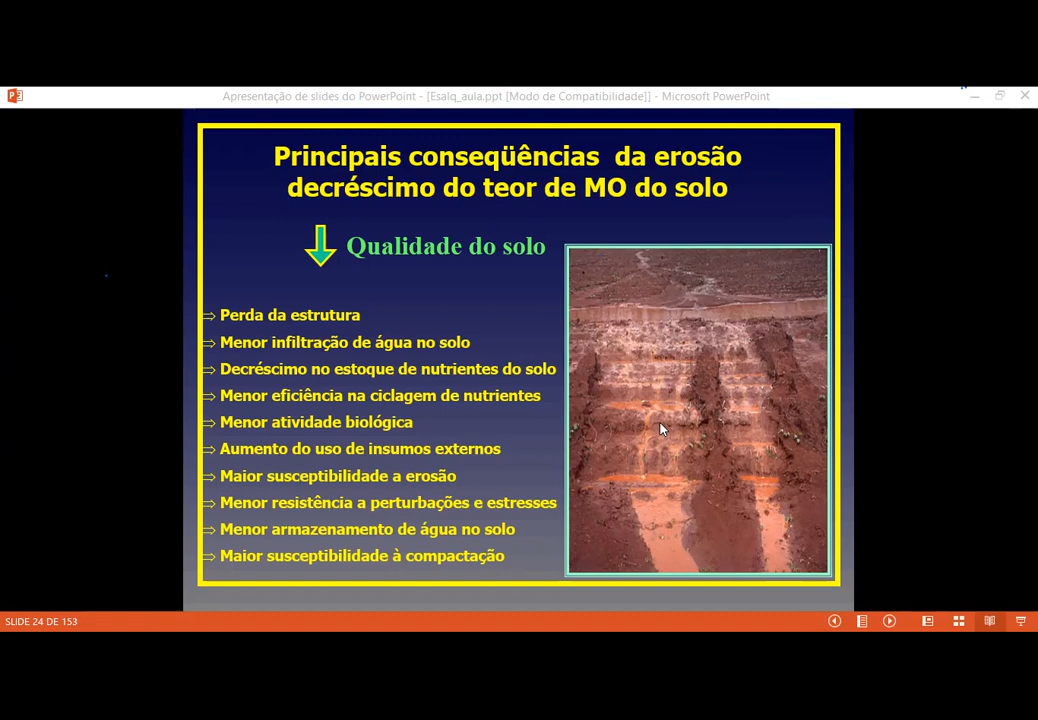 Apresentação de slides do PowerPoint - [Esalq_aula.ppt [Modo de Compatibilidade]] - Microsoft PowerPoint
Principais conseqüências da erosão
decréscimo do teor de MO do solo
Qualidade do solo
⇒ Perda da estrutura
⇒ Menor infiltração de água no solo
⇒ Decréscimo no estoque de nutrientes do solo
⇒ Menor eficiência na ciclagem de nutrientes
⇒ Menor atividade biológica
⇒ Aumento do uso de insumos externos
⇒ Maior susceptibilidade a erosão
⇒ Menor resistência a perturbações e estresses
⇒ Menor armazenamento de água no solo
⇒ Maior susceptibilidade à compactação
SLIDE 24 DE 153